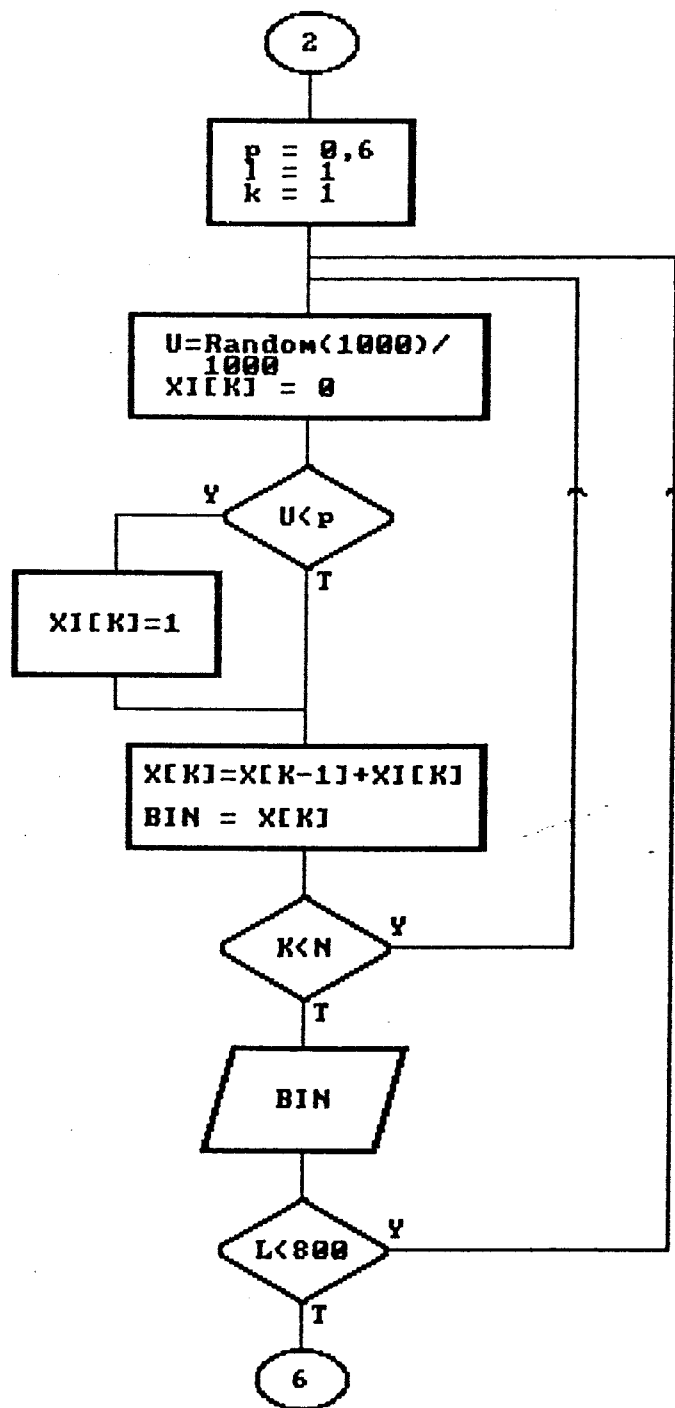 2
p = 0,6
l = 1
k = 1
U=Random(1000)/
1000
XI[K] = 0
Y
U<p
T
XI[K]=1
X[K]=X[K-1]+XI[K]
BIN = X[K]
Y
K<N
T
BIN
Y
L<800
T
6